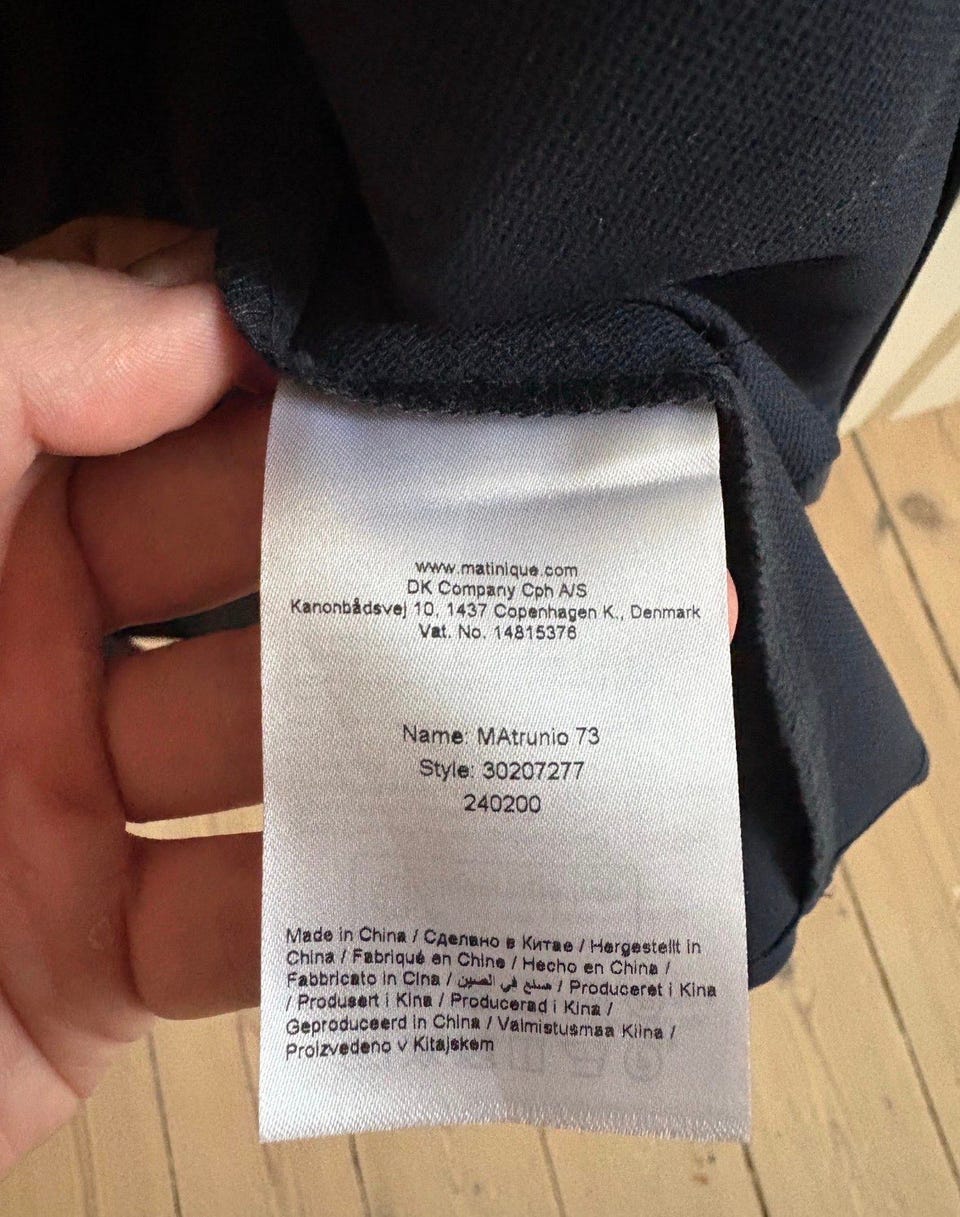 www.matinique.com
DK Company Cph A/S
Kanonbådsvej 10, 1437 Copenhagen K., Denmark
Vat. No. 14815376
Name: MAtrunio 73
Style: 30207277
240200
Made in China / Сделано в Китае / Hergestellt in
China / Fabriqué en Chine / Hecho en China /
Fabbricato in Cina / صنع في الصين / Produceret i Kina
/ Produsert i Kina / Producerad i Kina /
Geproduceerd in China / Valmistusmaa Kiina /
Proizvedeno v Kitajskem